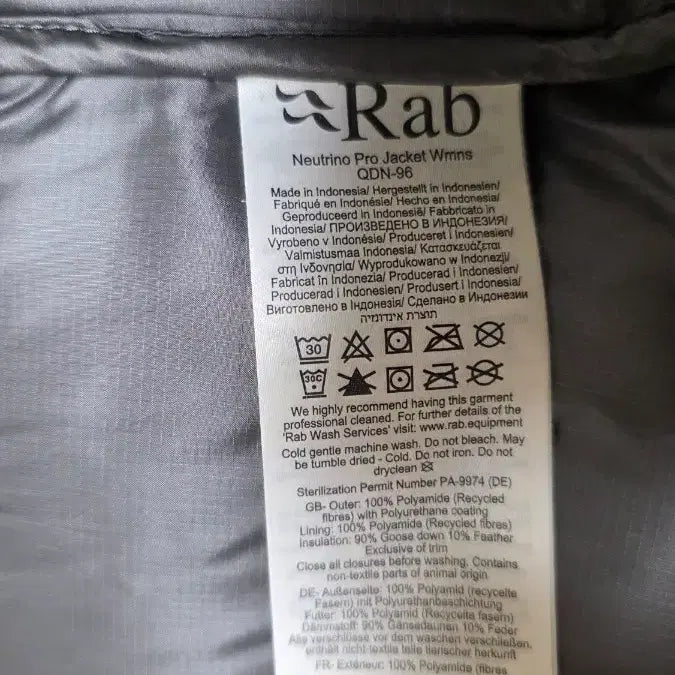 Rab
Neutrino Pro Jacket Wmns
QDN-96
Made in Indonesia/ Hergestellt in Indonesien/
Fabriqué en Indonésie/ Hecho en Indonesia/
Geproduceerd in Indonesië/ Fabbricato in
Indonesia/ ПРОИЗВЕДЕНО В ИНДОНЕЗИЯ/
Vyrobeno v Indonésie/ Produceret i Indonesien/
Valmistusmaa Indonesia/ Κατασκευάζεται
στη Ινδονησία/ Wyprodukowano w Indonezji/
Fabricat în Indonezia/ Producerad i Indonesien/
Producerad i Indonesien/ Produsert i Indonesia/
Виготовлено в Індонезія/ Сделано в Индонезии
תוצרת אינדונזיה
30
30C
We highly recommend having this garment
professional cleaned. For further details of the
'Rab Wash Services' visit: www.rab.equipment
Cold gentle machine wash. Do not bleach. May
be tumble dried - Cold. Do not iron. Do not
dryclean
Sterilization Permit Number PA-9974 (DE)
GB- Outer: 100% Polyamide (Recycled
fibres) with Polyurethane coating
Lining: 100% Polyamide (Recycled fibres)
Insulation: 90% Goose down 10% Feather
Exclusive of trim
Close all closures before washing. Contains
non-textile parts of animal origin
DE- Außenseite: 100% Polyamid (recycelte
Fasern) mit Polyurethanbeschichtung
Futter: 100% Polyamid (Recycelte fasern)
Dämmstoff: 90% Gänsedaunen 10% Feder
Alle verschlüsse vor dem waschen verschließen.
enthält nicht-textile teile tierischer herkunft
FR- Extérieur: 100% Polyamide (fibres